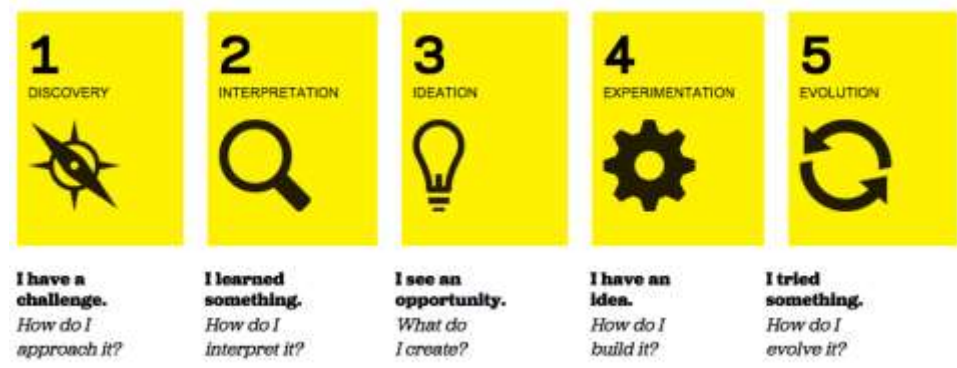 1
DISCOVERY
2
INTERPRETATION
3
IDEATION
4
EXPERIMENTATION
5
EVOLUTION
I have a
challenge.
How do I
approach it?
I learned
something.
How do I
interpret it?
I see an
opportunity.
What do
I create?
I have an
idea.
How do I
build it?
I tried
something.
How do I
evolve it?